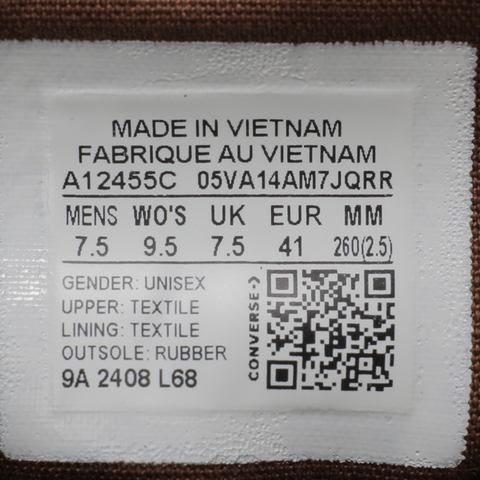 MADE IN VIETNAM
FABRIQUE AU VIETNAM
A12455C 05VA14AM7JQRR
MENS WO'S UK EUR MM
7.5 9.5 7.5 41 260(2.5)
GENDER: UNISEX
UPPER: TEXTILE
LINING: TEXTILE
OUTSOLE: RUBBER
9A 2408 L68
CONVERSE